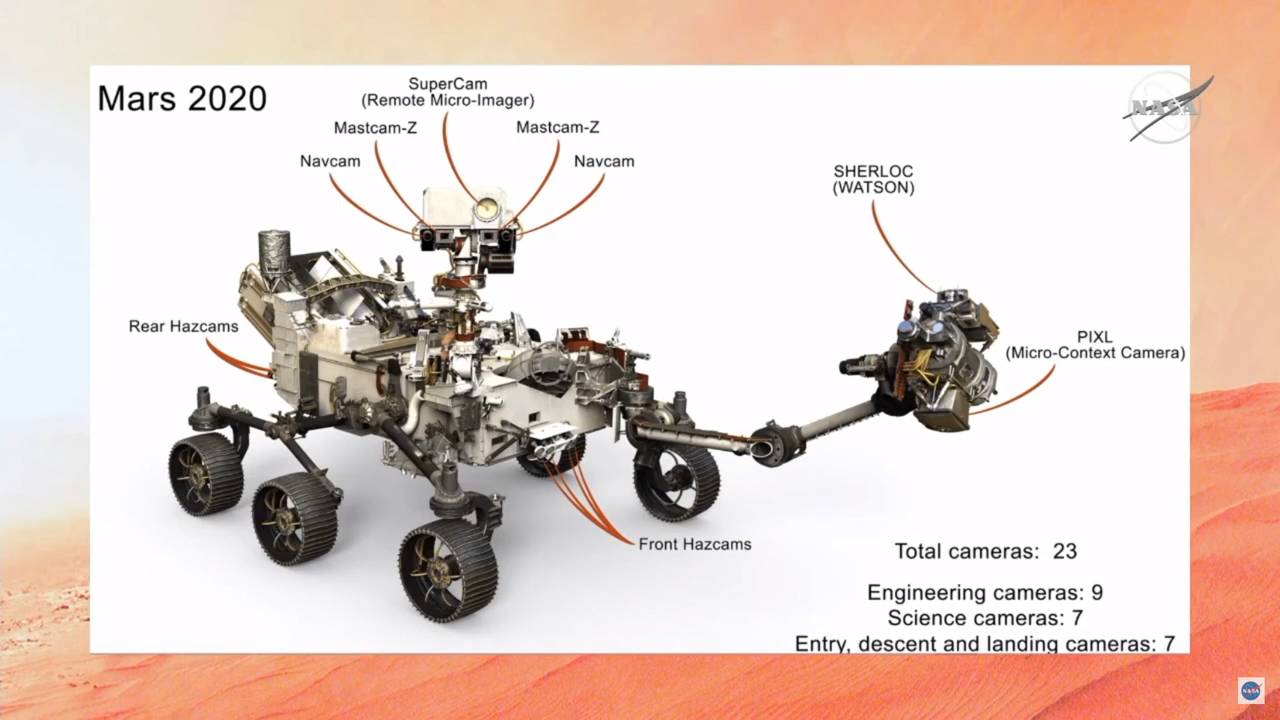 Mars 2020
SuperCam
(Remote Micro-Imager)
Mastcam-Z
Mastcam-Z
Navcam
Navcam
NASA
SHERLOC
(WATSON)
Rear Hazcams
PIXL
(Micro-Context Camera)
Front Hazcams
Total cameras: 23
Engineering cameras: 9
Science cameras: 7
Entry, descent and landing cameras: 7
NASA